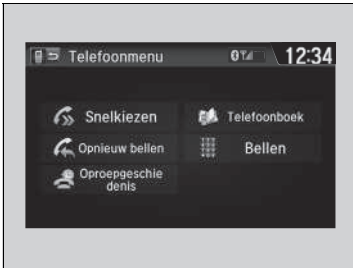 Telefoonmenu 12:34
Snelkiezen Telefoonboek
Opnieuw bellen Bellen
Oproepgeschie
denis